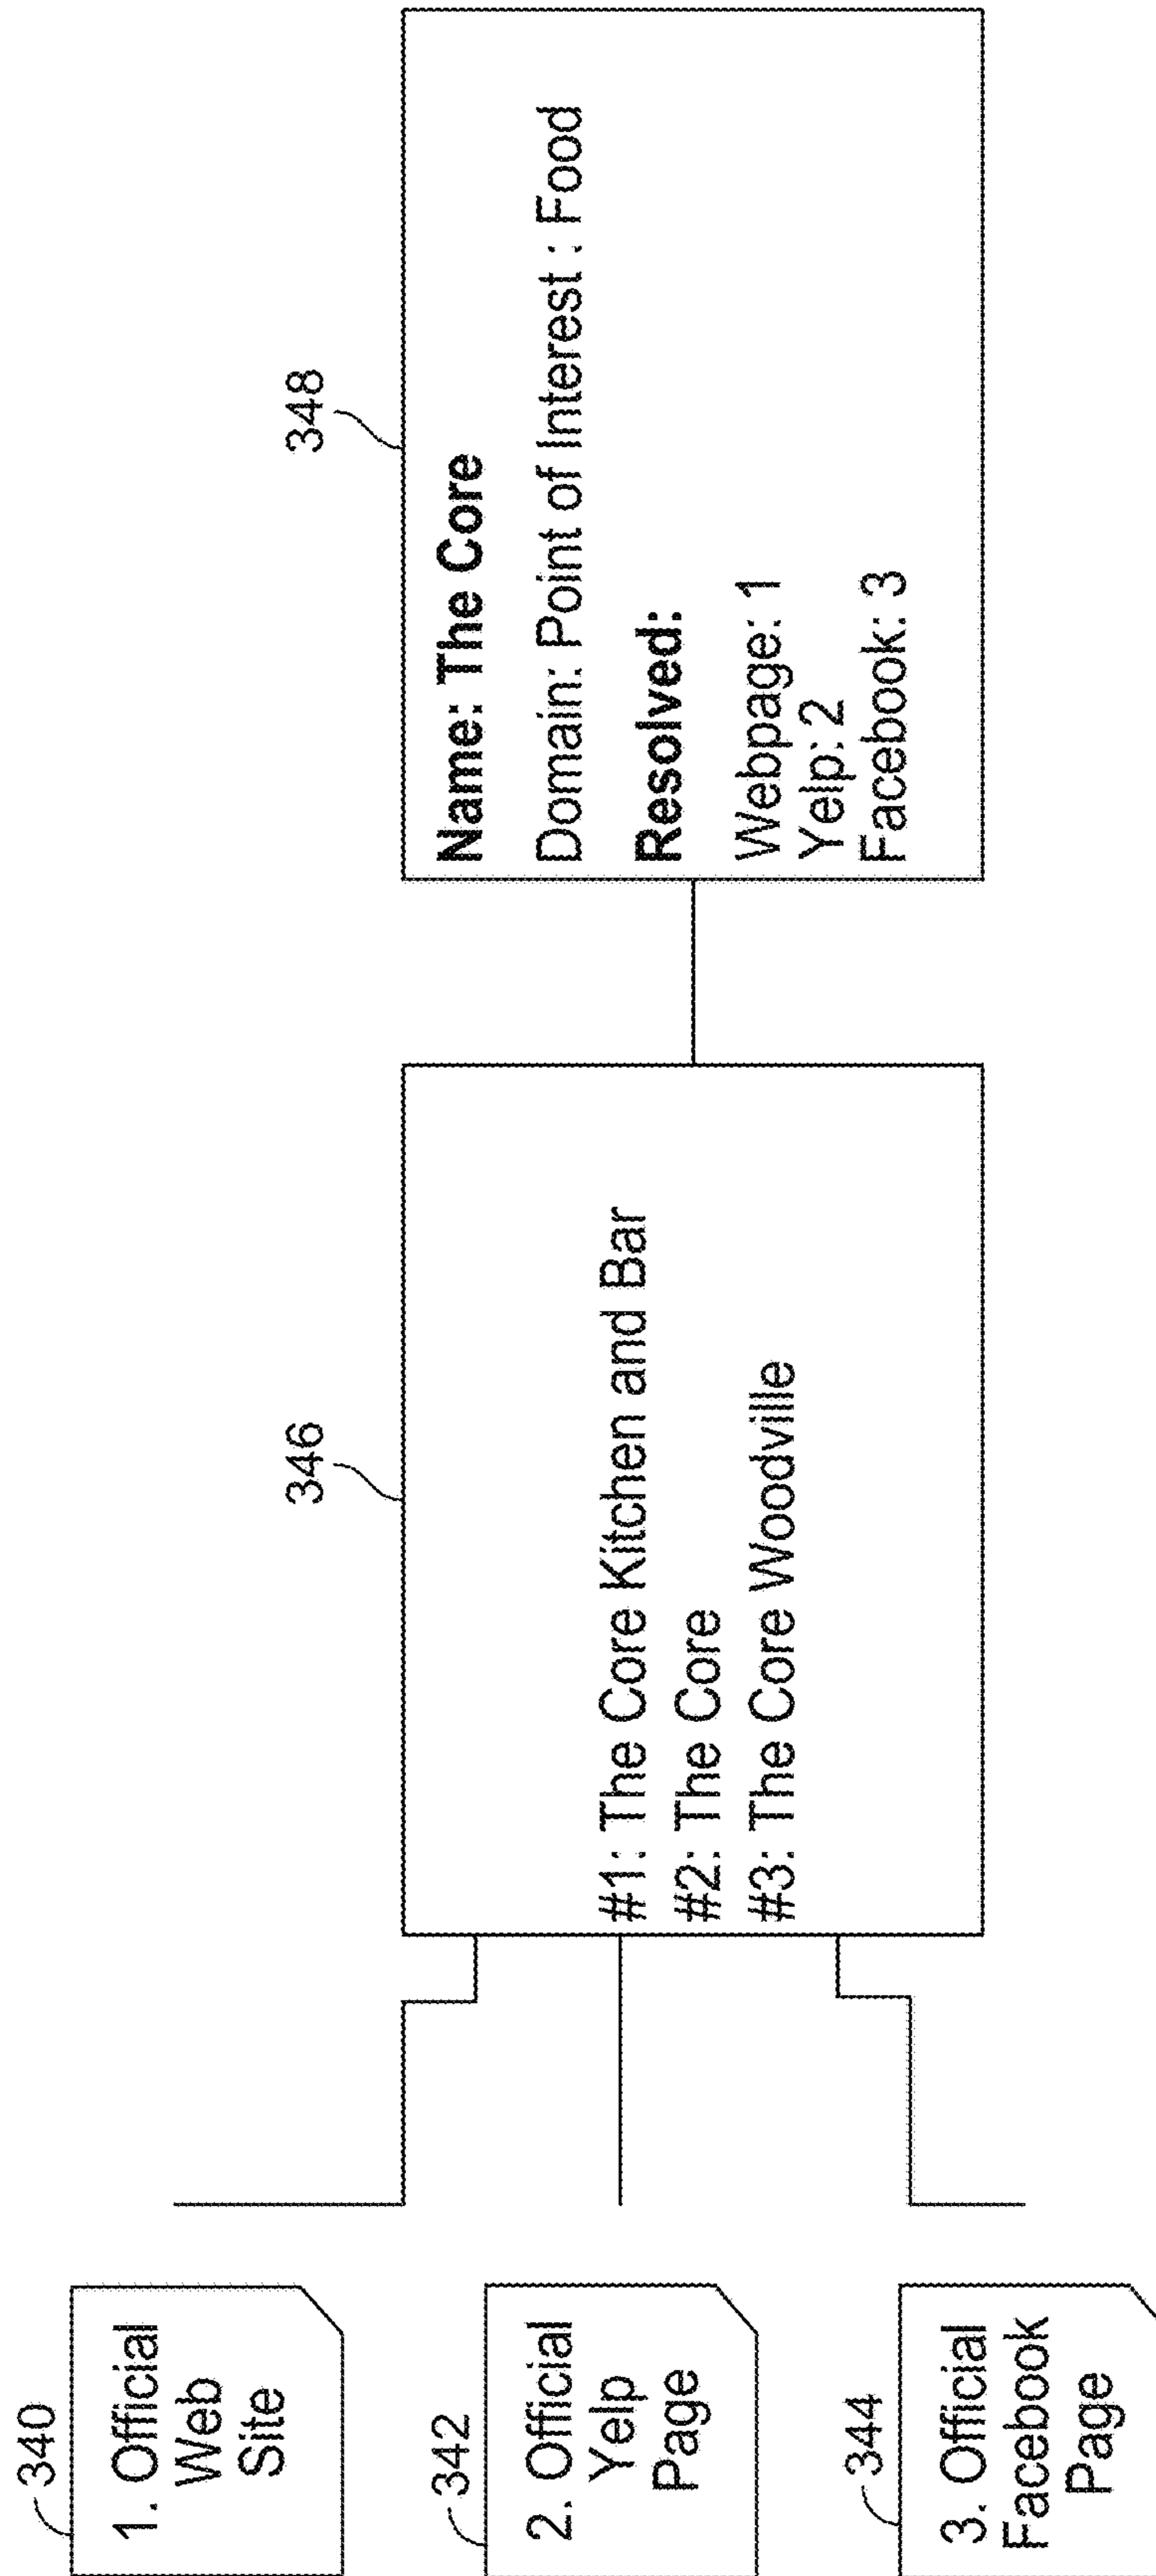 340
1. Official
Web
Site
342
2. Official
Yelp
Page
344
3. Official
Facebook
Page
346
#1: The Core Kitchen and Bar
#2: The Core
#3: The Core Woodville
348
Name: The Core
Domain: Point of Interest : Food
Resolved:
Webpage: 1
Yelp: 2
Facebook: 3